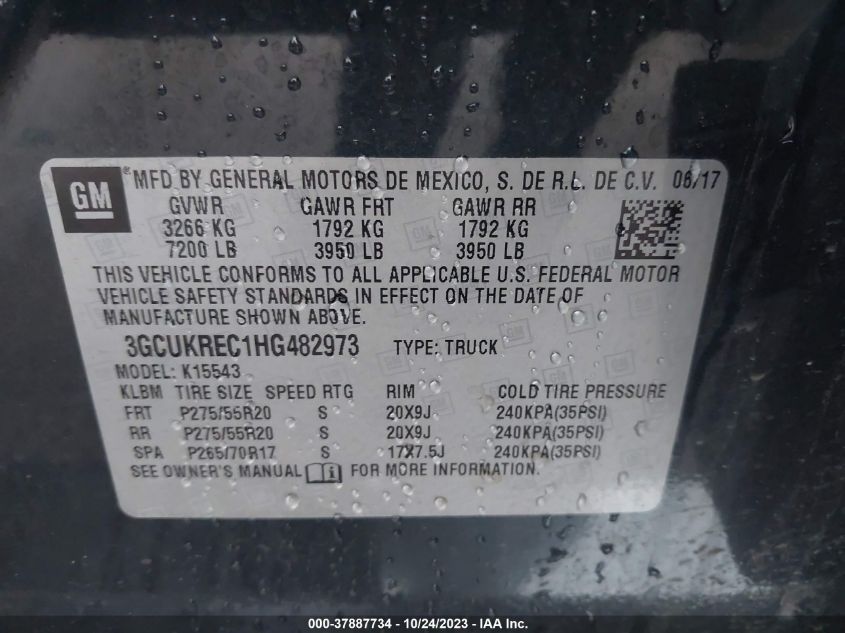 GM ® MFD BY GENERAL MOTORS DE MEXICO, S. DE R.L. DE C.V. 06/17
GVWR GAWR FRT GAWR RR
3266 KG 1792 KG 1792 KG
7200 LB 3950 LB 3950 LB
THIS VEHICLE CONFORMS TO ALL APPLICABLE U.S. FEDERAL MOTOR
VEHICLE SAFETY STANDARDS IN EFFECT ON THE DATE OF
MANUFACTURE SHOWN ABOVE.
3GCUKREC1HG482973 TYPE: TRUCK
MODEL: K15543
KLBM TIRE SIZE SPEED RTG RIM COLD TIRE PRESSURE
FRT P275/55R20 S 20X9J 240KPA(35PSI)
RR P275/55R20 S 20X9J 240KPA(35PSI)
SPA P265/70R17 S 17X7.5J 240KPA(35PSI)
SEE OWNER'S MANUAL FOR MORE INFORMATION.
000-37887734 - 10/24/2023 - IAAI.com